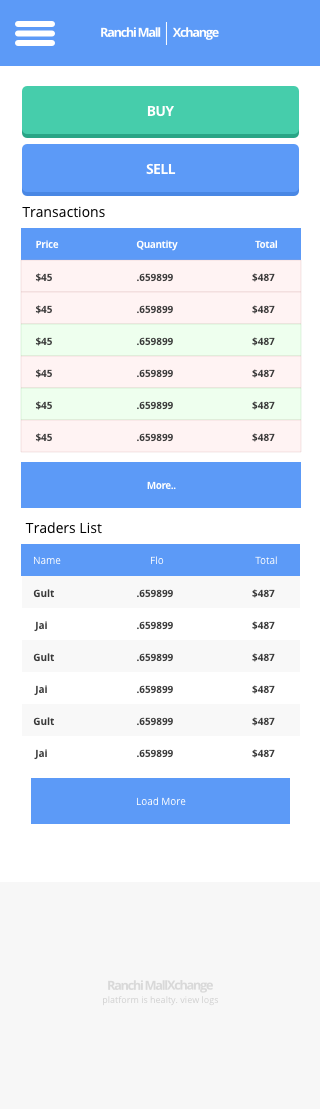 Ranchi Mall Xchange
BUY
SELL
Transactions
Price Quantity Total
$45 .659899 $487
$45 .659899 $487
$45 .659899 $487
$45 .659899 $487
$45 .659899 $487
$45 .659899 $487
More..
Traders List
Name Flo Total
Gult .659899 $487
Jai .659899 $487
Gult .659899 $487
Jai .659899 $487
Gult .659899 $487
Jai .659899 $487
Load More
Ranchi MallXchange
platform is healty. view logs